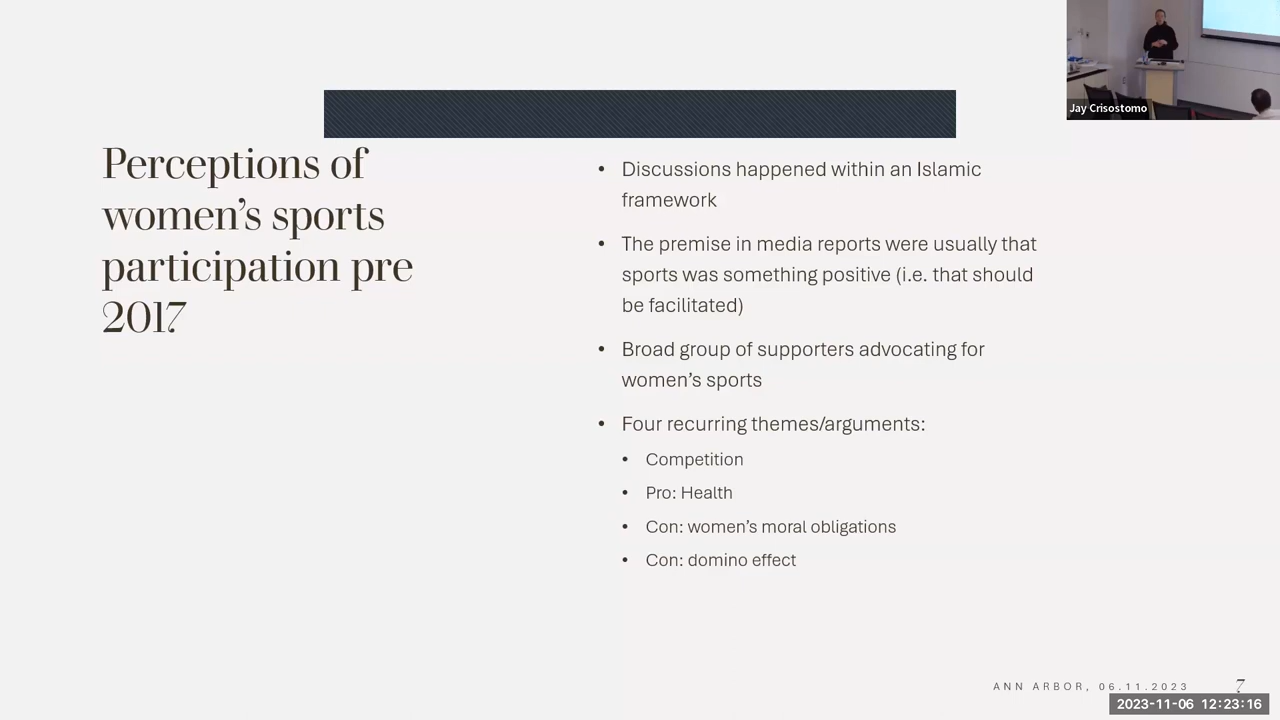 Jay Crisostomo
Perceptions of
women's sports
participation pre
2017
• Discussions happened within an Islamic
framework
• The premise in media reports were usually that
sports was something positive (i.e. that should
be facilitated)
• Broad group of supporters advocating for
women's sports
• Four recurring themes/arguments:
• Competition
• Pro: Health
• Con: women's moral obligations
• Con: domino effect
ANN ARBOR, 06.11.2023
7
2023-11-06 12:23:16